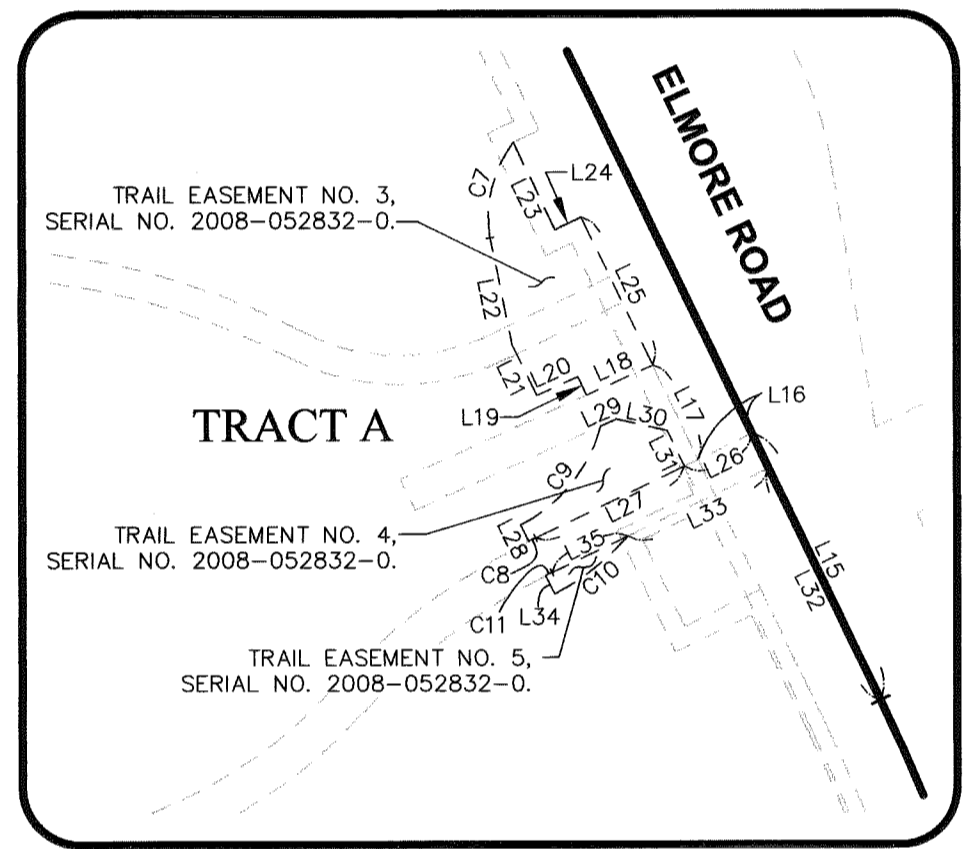 ELMORE ROAD
L24
C7
L23
TRAIL EASEMENT NO. 3,
SERIAL NO. 2008-052832-0.
L25
L22
L21
L20
L18
L19
L17
L16
TRACT A
L29
L30
L31
L26
C9
L27
L33
TRAIL EASEMENT NO. 4,
SERIAL NO. 2008-052832-0.
L28
L35
C8
C10
L15
L32
C11
L34
TRAIL EASEMENT NO. 5,
SERIAL NO. 2008-052832-0.